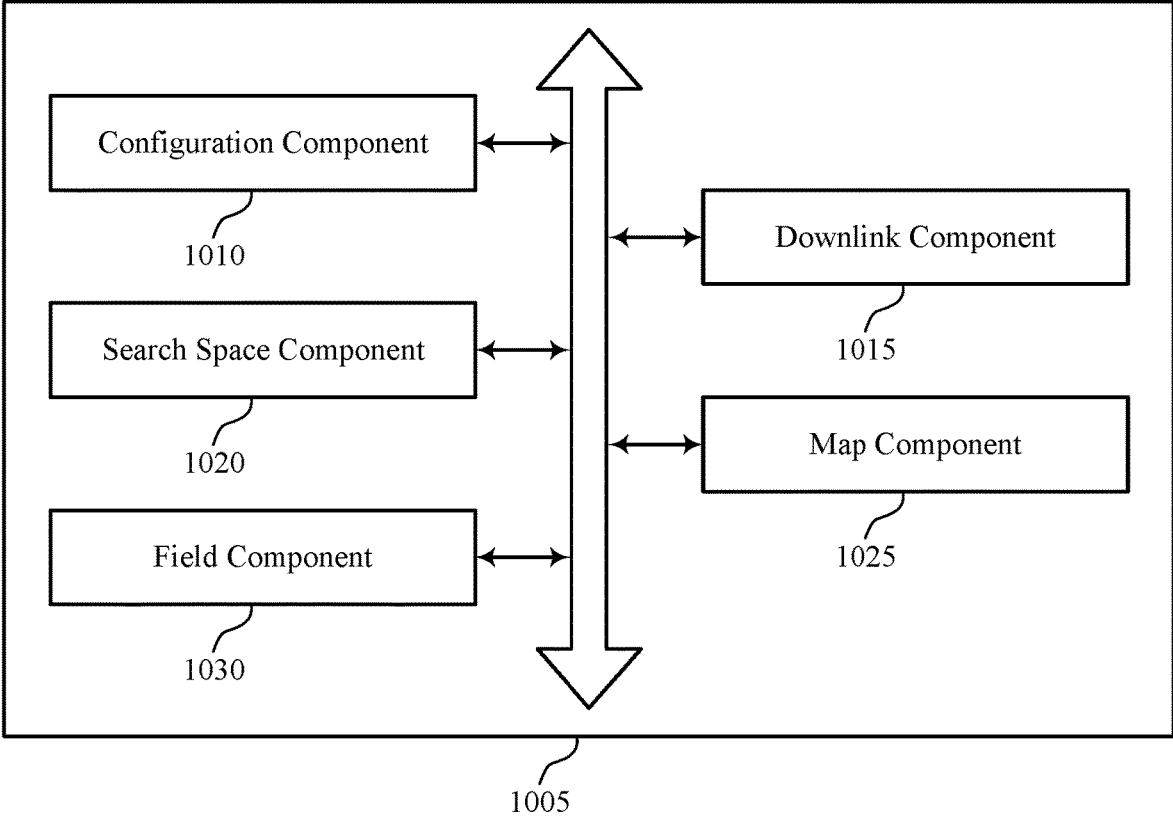 Configuration Component
1010
Downlink Component
1015
Search Space Component
1020
Map Component
1025
Field Component
1030
1005